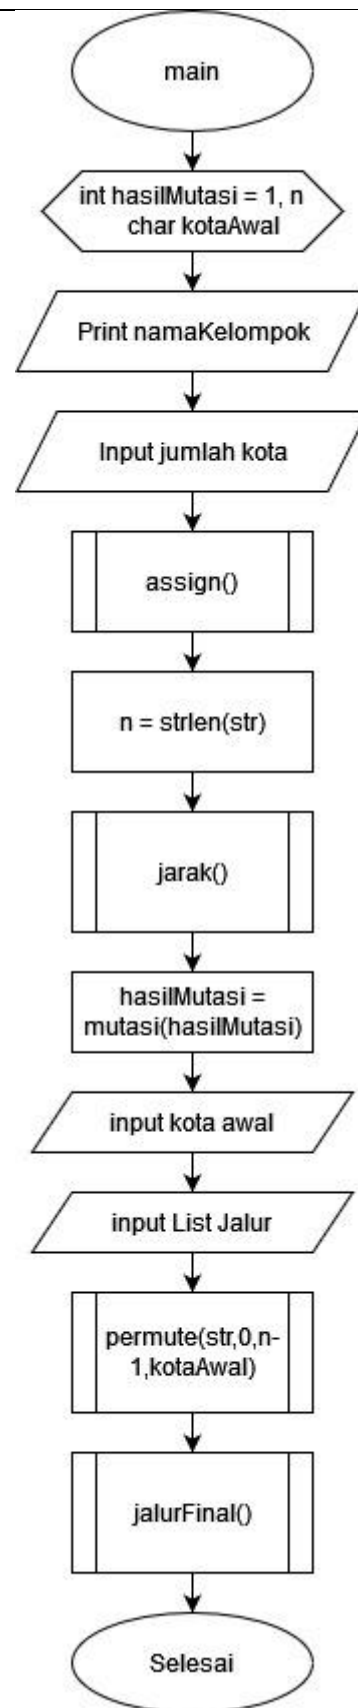 main
int hasilMutasi = 1, n
char kotaAwal
Print namaKelompok
Input jumlah kota
assign()
n = strlen(str)
jarak()
hasilMutasi =
mutasi(hasilMutasi)
input kota awal
input List Jalur
permute(str,0,n-
1,kotaAwal)
jalurFinal()
Selesai